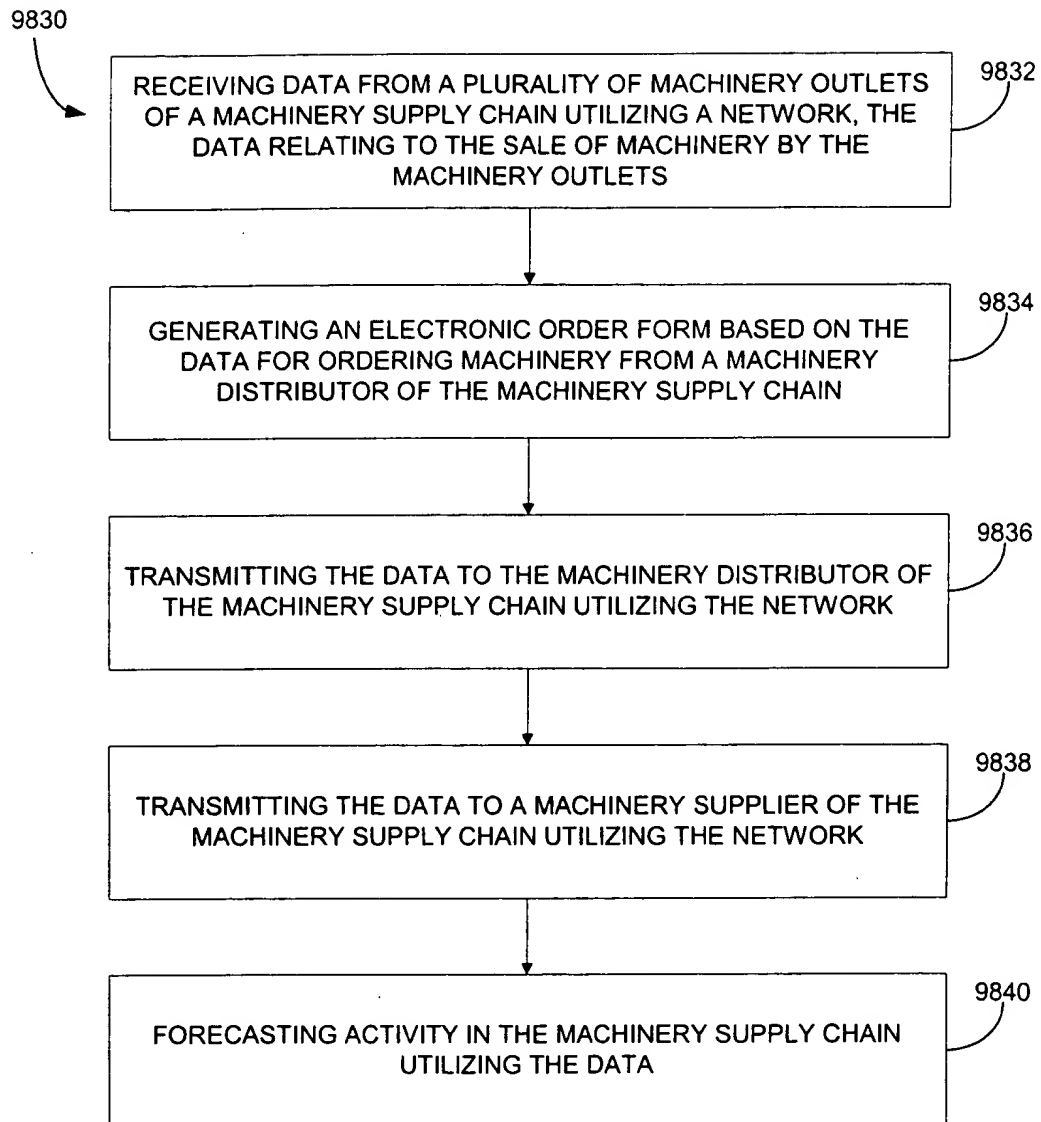 9830
RECEIVING DATA FROM A PLURALITY OF MACHINERY OUTLETS
OF A MACHINERY SUPPLY CHAIN UTILIZING A NETWORK, THE
DATA RELATING TO THE SALE OF MACHINERY BY THE
MACHINERY OUTLETS
9832
GENERATING AN ELECTRONIC ORDER FORM BASED ON THE
DATA FOR ORDERING MACHINERY FROM A MACHINERY
DISTRIBUTOR OF THE MACHINERY SUPPLY CHAIN
9834
TRANSMITTING THE DATA TO THE MACHINERY DISTRIBUTOR OF
THE MACHINERY SUPPLY CHAIN UTILIZING THE NETWORK
9836
TRANSMITTING THE DATA TO A MACHINERY SUPPLIER OF THE
MACHINERY SUPPLY CHAIN UTILIZING THE NETWORK
9838
FORECASTING ACTIVITY IN THE MACHINERY SUPPLY CHAIN
UTILIZING THE DATA
9840